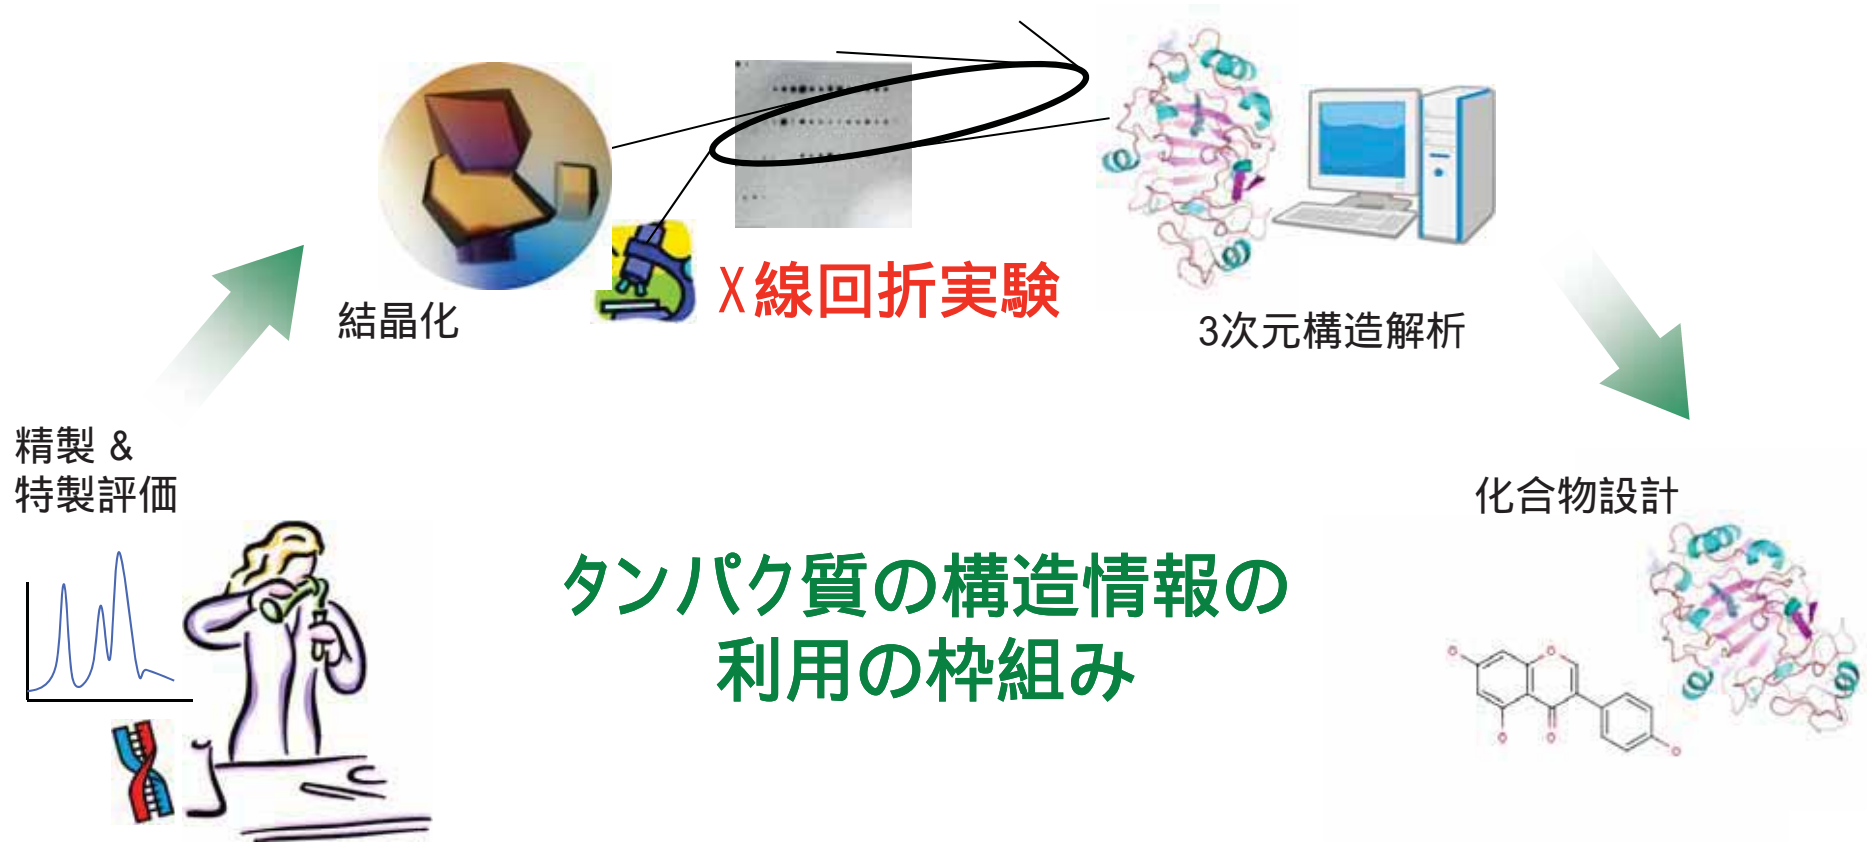 結晶化
X線回折実験
3次元構造解析
精製 &
特製評価
化合物設計
タンパク質の構造情報の
利用の枠組み